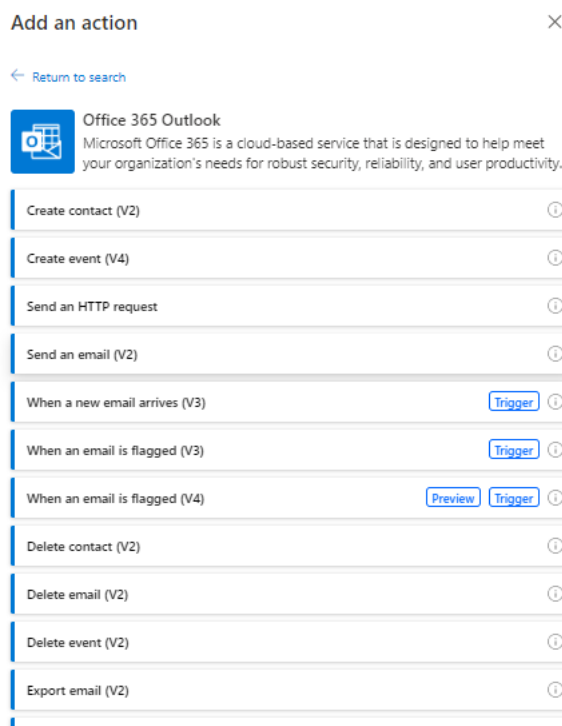 Add an action
Return to search
Office 365 Outlook
Microsoft Office 365 is a cloud-based service that is designed to help meet
your organization's needs for robust security, reliability, and user productivity.
Create contact (V2)
Create event (V4)
Send an HTTP request
Send an email (V2)
When a new email arrives (V3) Trigger
When an email is flagged (V3) Trigger
When an email is flagged (V4) Preview Trigger
Delete contact (V2)
Delete email (V2)
Delete event (V2)
Export email (V2)